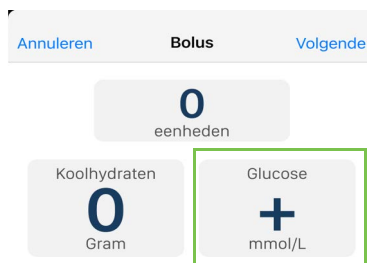 Annuleren Bolus Volgende
0
eenheden
Koolhydraten
0
Gram
Glucose
+
mmol/L